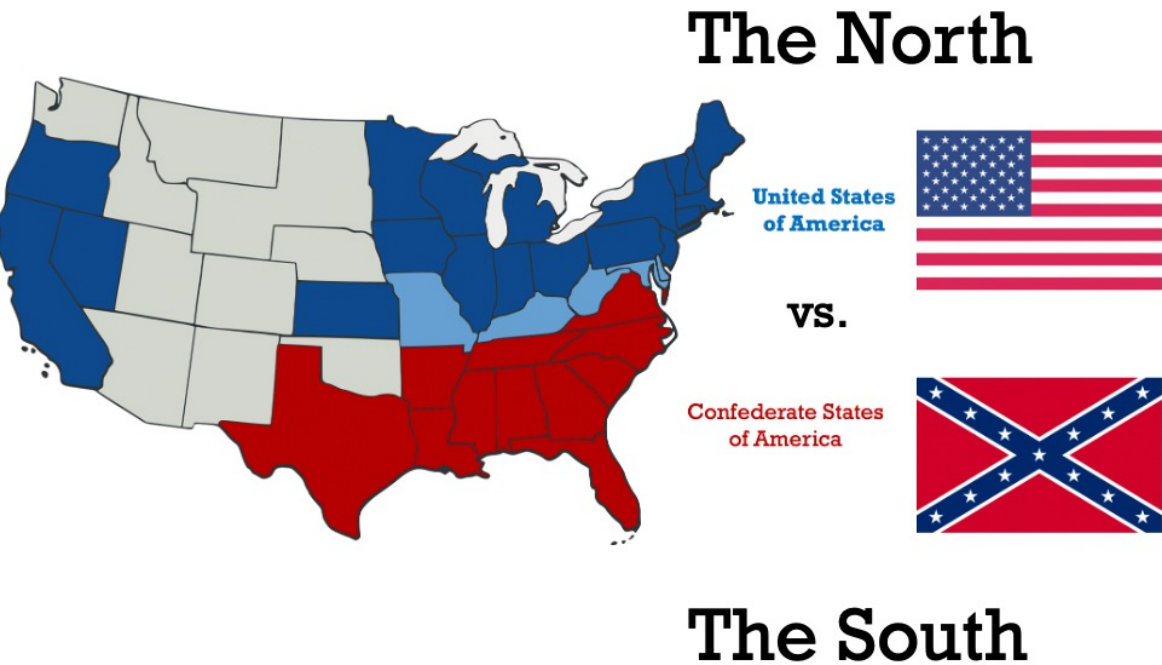 The North
United States
of America
vs.
Confederate States
of America
The South